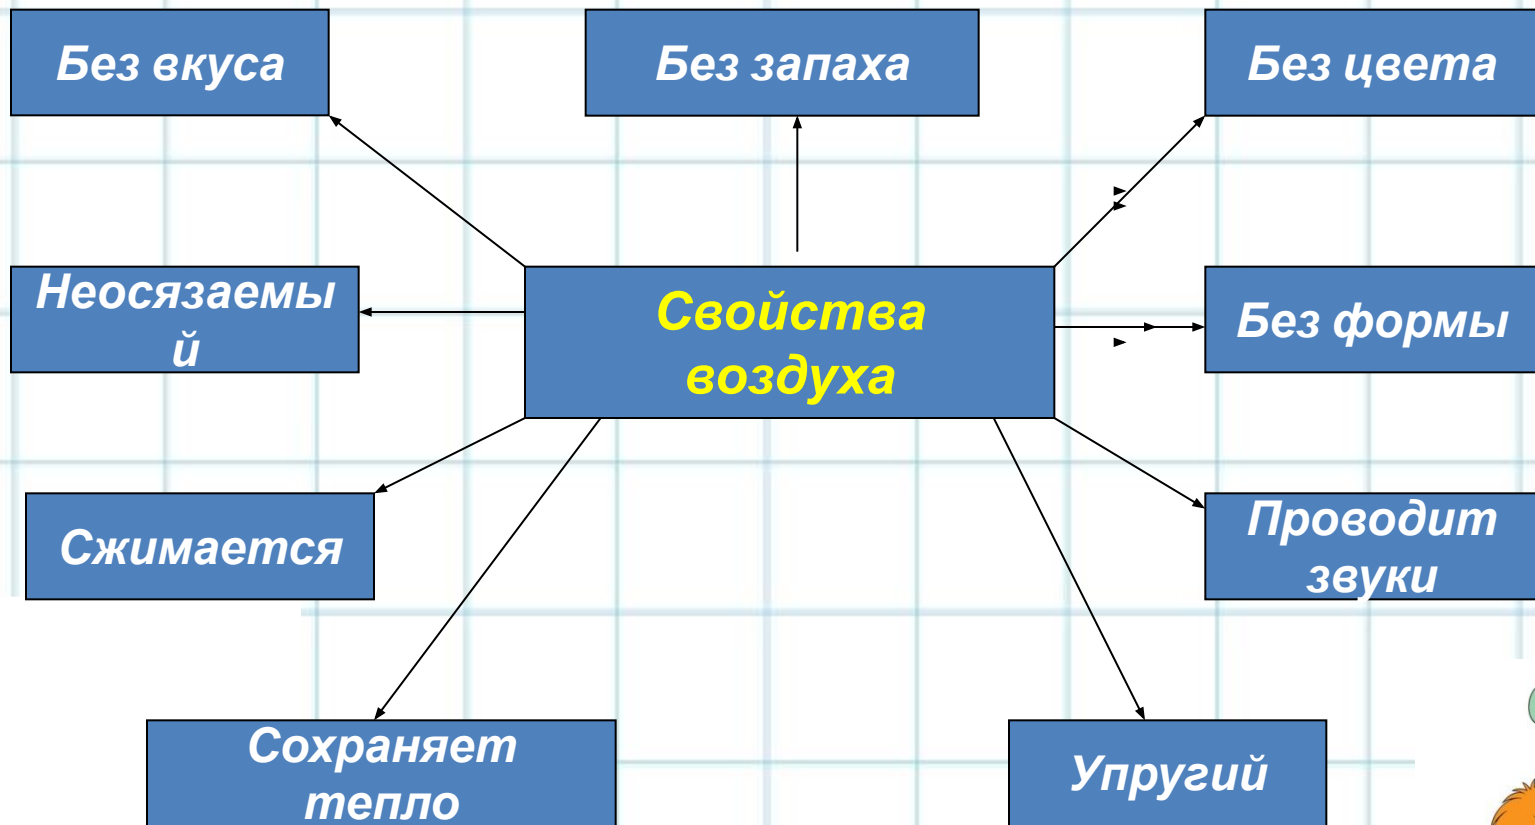 Без вкуса
Без запаха
Без цвета
Неосязаемы
й
Свойства
воздуха
Без формы
Сжимается
Проводит
звуки
Сохраняет
тепло
Упругий